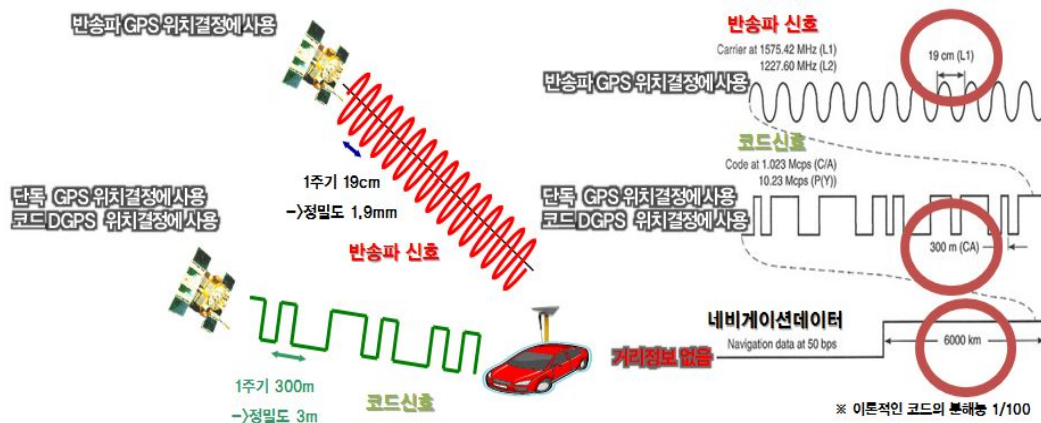 반송파 GPS 위치결정에 사용
1주기 19cm
->정밀도 1.9mm
반송파 신호
단독 GPS 위치결정에 사용
코드 DGPS 위치결정에 사용
1주기 300m
->정밀도 3m
코드신호
반송파 신호
Carrier at 1575.42 MHz (L1)
1227.60 MHz (L2)
19 cm (L1)
반송파 GPS 위치결정에 사용
코드신호
Code at 1.023 Mcps (C/A)
10.23 Mcps (P(Y))
단독 GPS 위치결정에 사용
코드 DGPS 위치결정에 사용
300 m (CA)
네비게이션데이터
Navigation data at 50 bps
거리정보 없음
6000 km
※ 이론적인 코드의 분해능 1/100